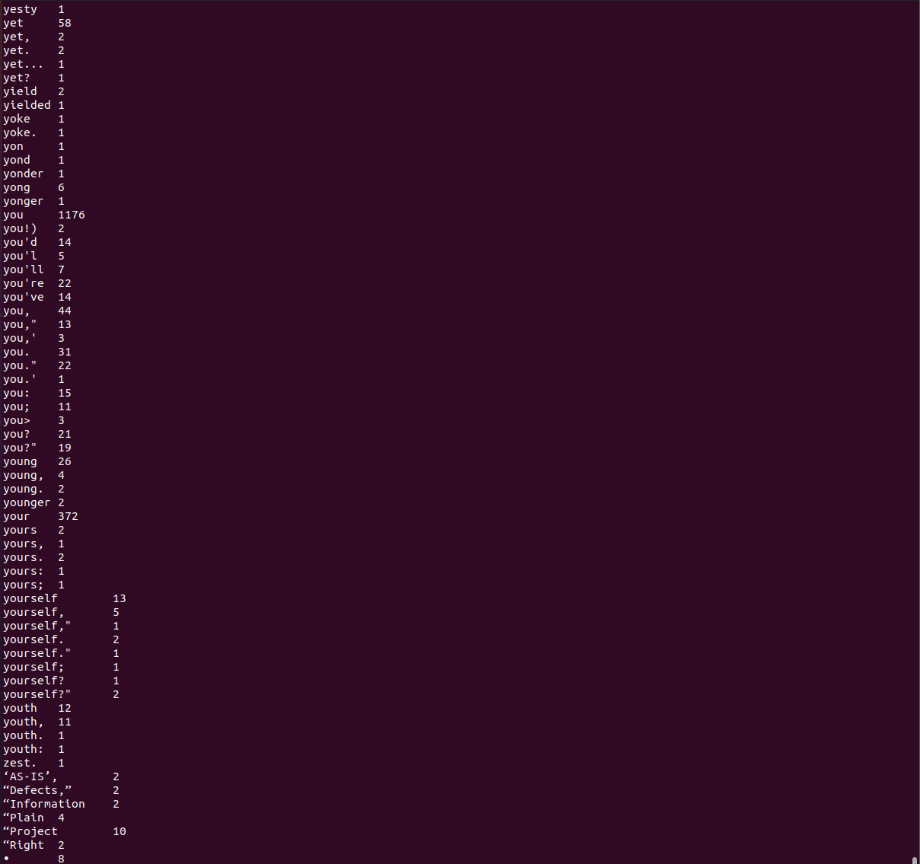 yesty 1
yet 58
yet, 2
yet. 2
yet... 1
yet? 1
yield 2
yielded 1
yoke 1
yoke. 1
yon 1
yond 1
yonder 1
yong 6
yonger 1
you 1176
you!) 2
you'd 14
you'l 5
you'll 7
you're 22
you've 14
you, 44
you," 13
you,' 3
you. 31
you." 22
you.' 1
you: 15
you; 11
you> 3
you? 21
you?" 19
young 26
young, 4
young. 2
younger 2
your 372
yours 2
yours, 1
yours. 2
yours: 1
yours; 1
yourself 13
yourself, 5
yourself," 1
yourself. 2
yourself." 1
yourself; 1
yourself? 1
yourself?" 2
youth 12
youth, 11
youth. 1
youth: 1
zest. 1
‘AS-IS’, 2
“Defects,” 2
“Information 2
“Plain 4
“Project 10
“Right 2
• 8